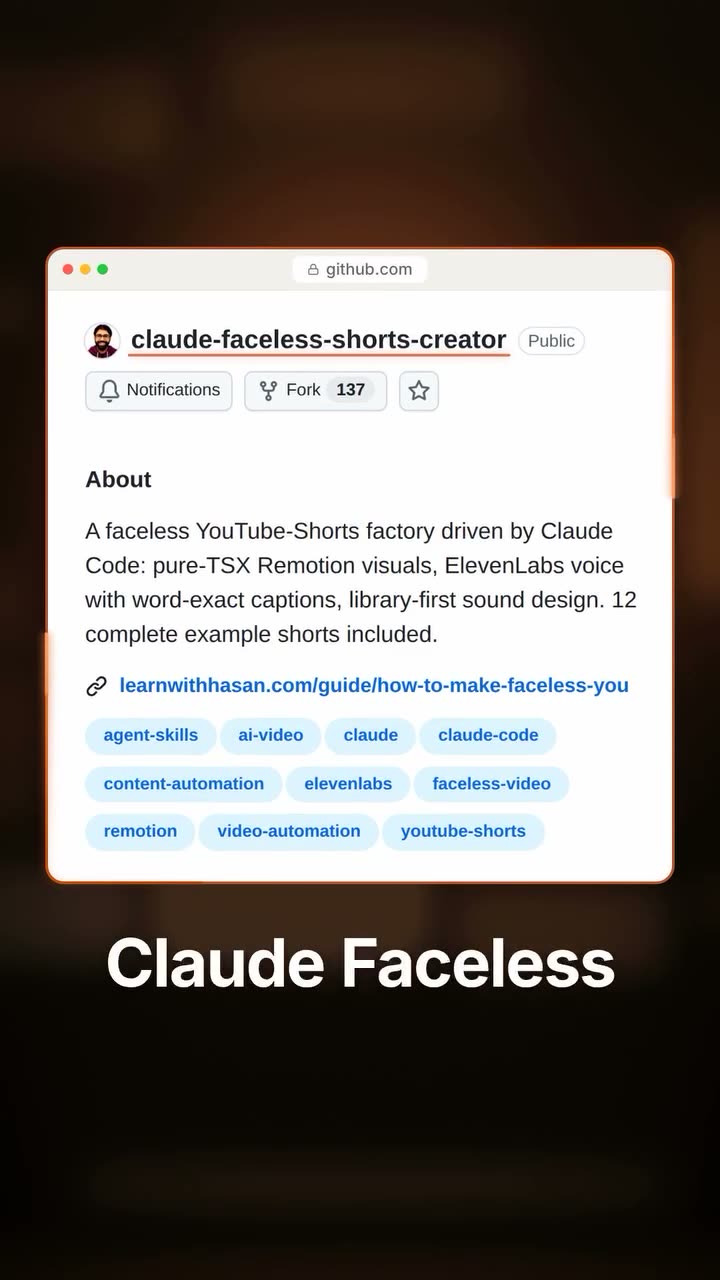 github.com
claude-faceless-shorts-creator Public
Notifications Fork 137
About
A faceless YouTube-Shorts factory driven by Claude
Code: pure-TSX Remotion visuals, ElevenLabs voice
with word-exact captions, library-first sound design. 12
complete example shorts included.
learnwithhasan.com/guide/how-to-make-faceless-you
agent-skills ai-video claude claude-code
content-automation elevenlabs faceless-video
remotion video-automation youtube-shorts
Claude Faceless